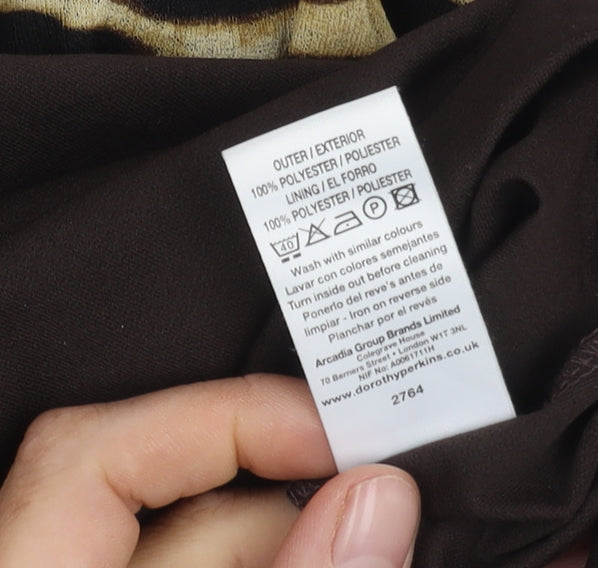 OUTER / EXTERIOR
100% POLYESTER / POLIESTER
LINING / EL FORRO
100% POLYESTER / POLIESTER
40 P
Wash with similar colours
Lavar con colores semejantes
Turn inside out before cleaning
Ponerlo del reve's antes de
limpiar - Iron on reverse side
Planchar por el revés
Arcadia Group Brands Limited
Colegrave House
70 Berners Street • London W1T 3NL
NIF No: A0061711H
www.dorothyperkins.co.uk
2764